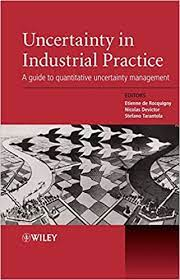 Uncertainty in
Industrial Practice
A guide to quantitative uncertainty management
EDITORS
Etienne de Rocquigny
Nicolas Devictor
Stefano Tarantola
WILEY